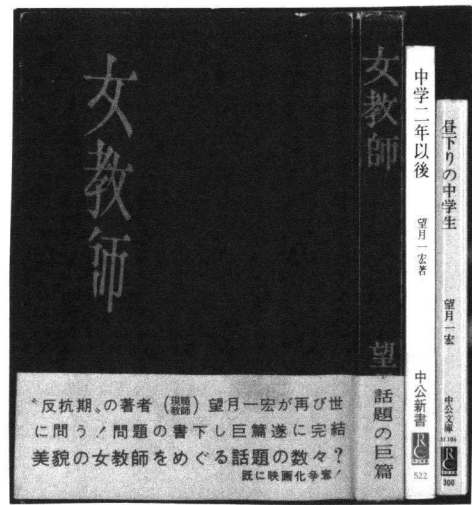 女教師
〝反抗期〟の著者(現職教師)望月一宏が再び世
に問う!問題の書下し巨篇遂に完結
美貌の女教師をめぐる話題の数々?
既に映画化争奪!
女教師
望
話題の巨篇
中学二年以後
望月一宏著
中公新書
RC
522
昼下りの中学生
望月一宏
中公文庫
RC
300